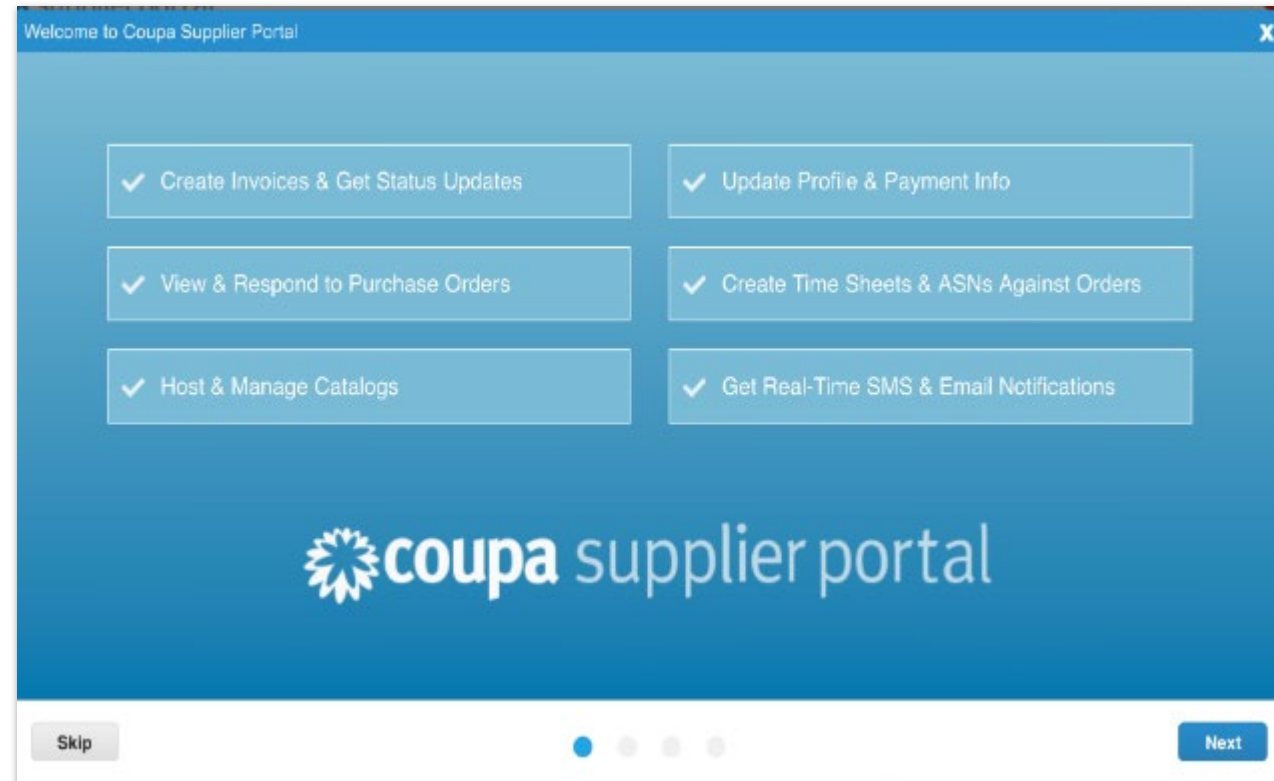 Welcome to Coupa Supplier Portal
X
Create Invoices & Get Status Updates
Update Profile & Payment Info
View & Respond to Purchase Orders
Create Time Sheets & ASNs Against Orders
Host & Manage Catalogs
Get Real-Time SMS & Email Notifications
coupa supplier portal
Skip
Next